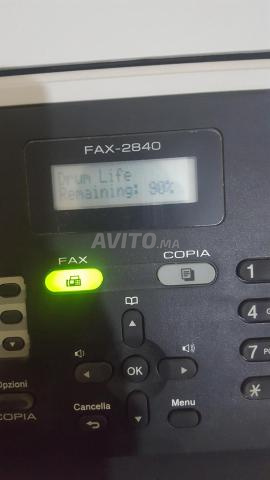 FAX-2840
Drum Life
Remaining: 90%
AVITO.MA
FAX
COPIA
1
4
7
OK
Opzioni
COPIA
Cancella
Menu
*